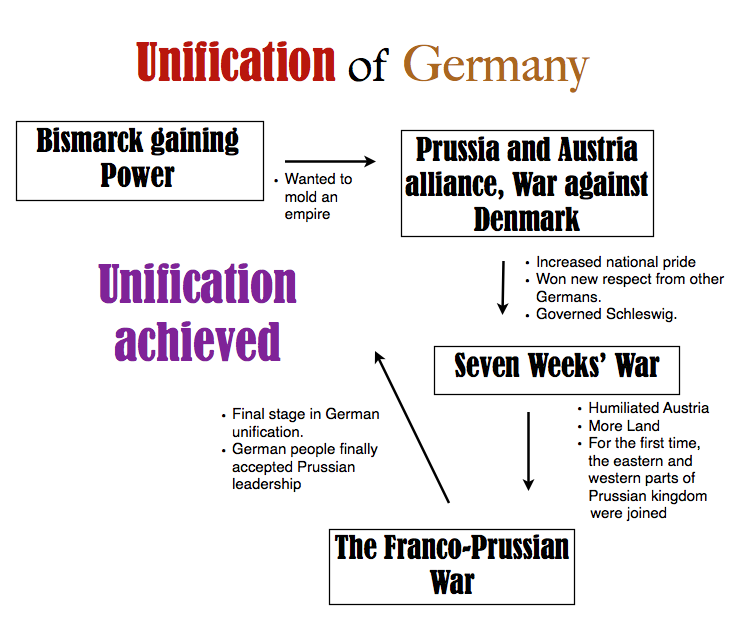 Unification of Germany
Bismarck gaining
Power
• Wanted to
mold an
empire
Prussia and Austria
alliance, War against
Denmark
• Increased national pride
• Won new respect from other
Germans.
• Governed Schleswig.
Seven Weeks’ War
• Humiliated Austria
• More Land
• For the first time,
the eastern and
western parts of
Prussian kingdom
were joined
The Franco-Prussian
War
• Final stage in German
unification.
• German people finally
accepted Prussian
leadership
Unification
achieved